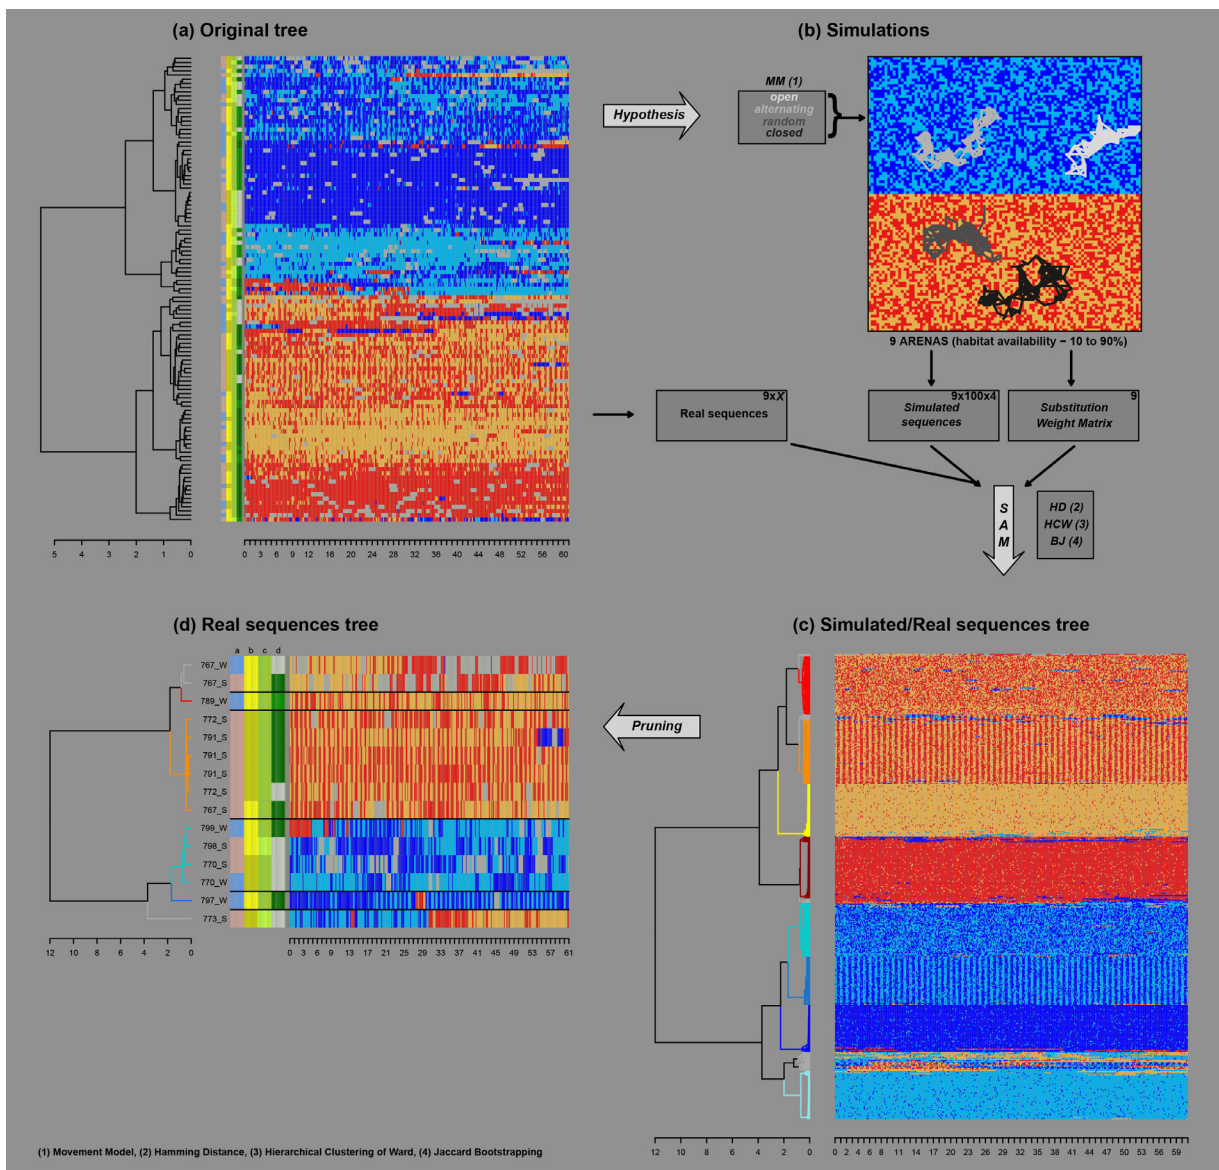 (a) Original tree
(b) Simulations
5 4 3 2 1 0
0 3 6 9 12 16 20 24 28 32 36 40 44 48 52 56 60
Hypothesis
MM (1)
open
alternating
random
closed
9 ARENAS (habitat availability − 10 to 90%)
9xX
Real sequences
9x100x4
Simulated
sequences
9
Substitution
Weight Matrix
S
A
M
HD (2)
HCW (3)
BJ (4)
(d) Real sequences tree
(c) Simulated/Real sequences tree
a b c d
767_W
767_S
789_W
772_S
791_S
791_S
791_S
772_S
767_S
799_W
798_S
770_S
770_W
797_W
773_S
12 10 8 6 4 2 0
0 3 6 9 13 17 21 25 29 33 37 41 45 49 53 57 61
Pruning
12 10 8 6 4 2 0
0 2 4 6 8 11 14 17 20 23 26 29 32 35 38 41 44 47 50 53 56 59
(1) Movement Model, (2) Hamming Distance, (3) Hierarchical Clustering of Ward, (4) Jaccard Bootstrapping